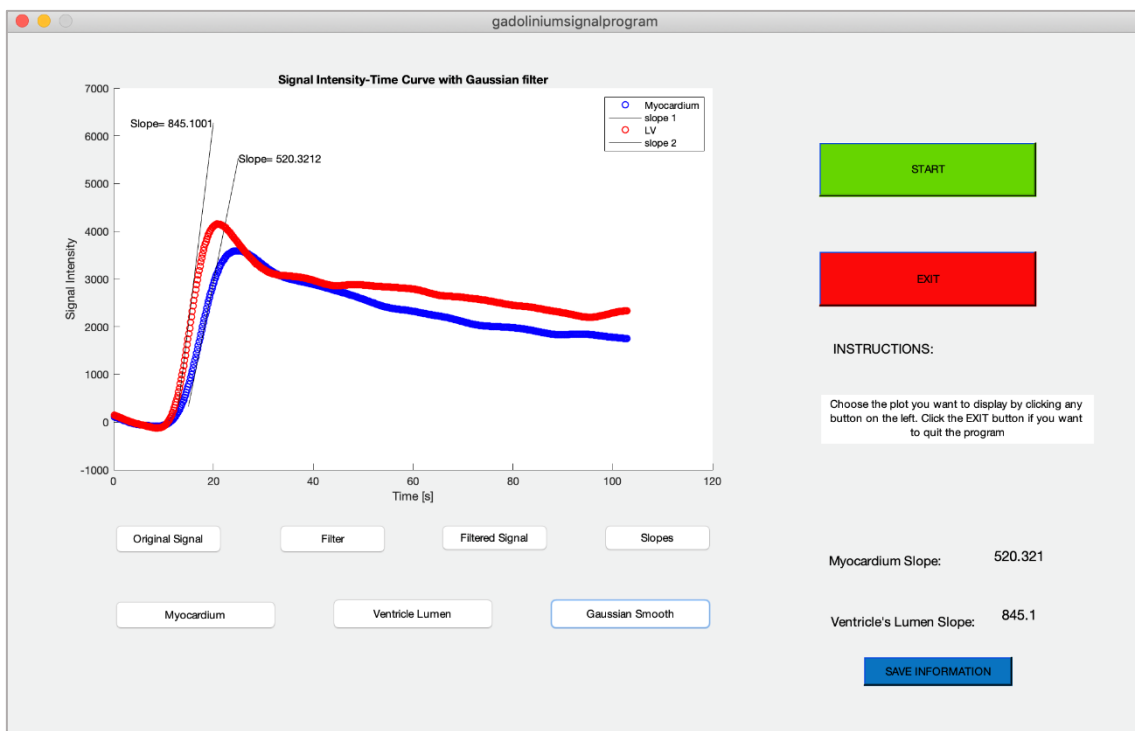 gadoliniumsignalprogram
Signal Intensity-Time Curve with Gaussian filter
7000
6000
5000
4000
3000
2000
1000
0
-1000
Signal Intensity
Slope= 845.1001
Slope= 520.3212
Myocardium
slope 1
LV
slope 2
0 20 40 60 80 100 120
Time [s]
START
EXIT
INSTRUCTIONS:
Choose the plot you want to display by clicking any
button on the left. Click the EXIT button if you want
to quit the program
Original Signal Filter Filtered Signal Slopes
Myocardium Ventricle Lumen Gaussian Smooth
Myocardium Slope: 520.321
Ventricle's Lumen Slope: 845.1
SAVE INFORMATION